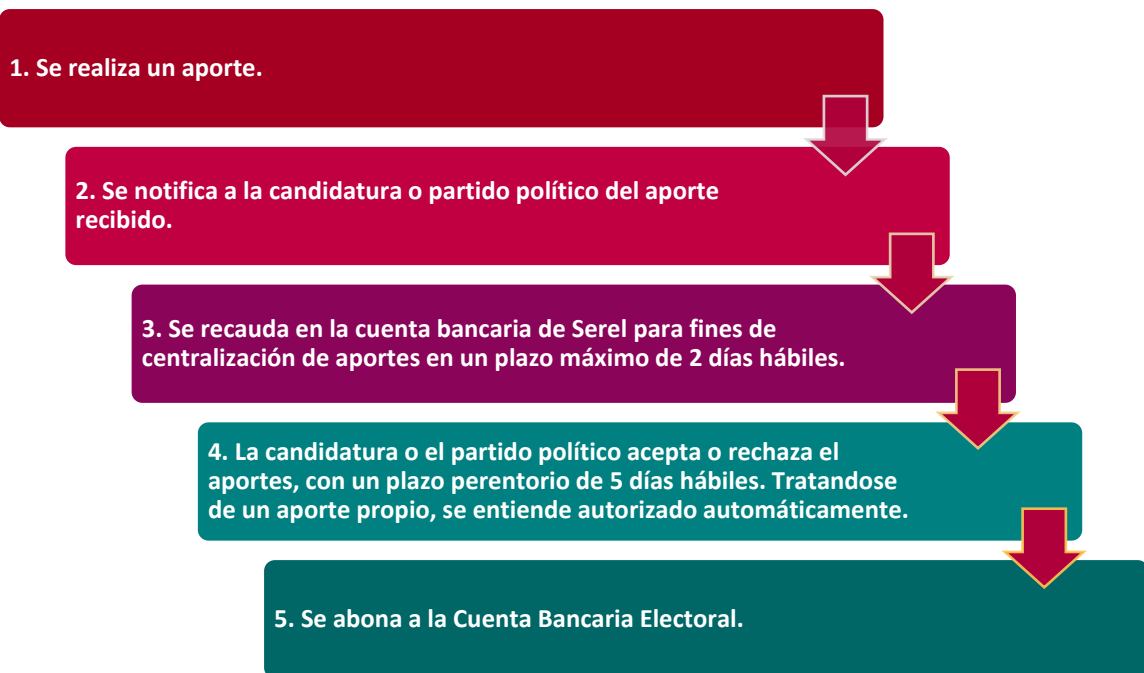 1. Se realiza un aporte.
2. Se notifica a la candidatura o partido político del aporte
recibido.
3. Se recauda en la cuenta bancaria de Serel para fines de
centralización de aportes en un plazo máximo de 2 días hábiles.
4. La candidatura o el partido político acepta o rechaza el
aportes, con un plazo perentorio de 5 días hábiles. Tratandose
de un aporte propio, se entiende autorizado automáticamente.
5. Se abona a la Cuenta Bancaria Electoral.